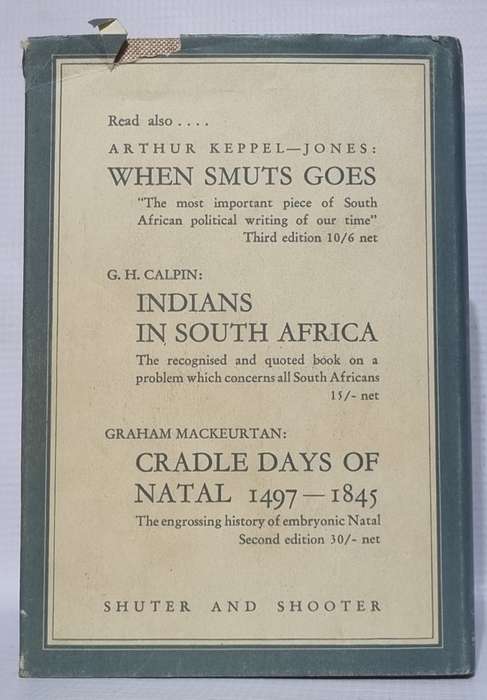 Read also ....
ARTHUR KEPPEL—JONES:
WHEN SMUTS GOES
"The most important piece of South
African political writing of our time"
Third edition 10/6 net
G. H. CALPIN:
INDIANS
IN SOUTH AFRICA
The recognised and quoted book on a
problem which concerns all South Africans
15/- net
GRAHAM MACKEURTAN:
CRADLE DAYS OF
NATAL 1497—1845
The engrossing history of embryonic Natal
Second edition 30/- net
SHUTER AND SHOOTER